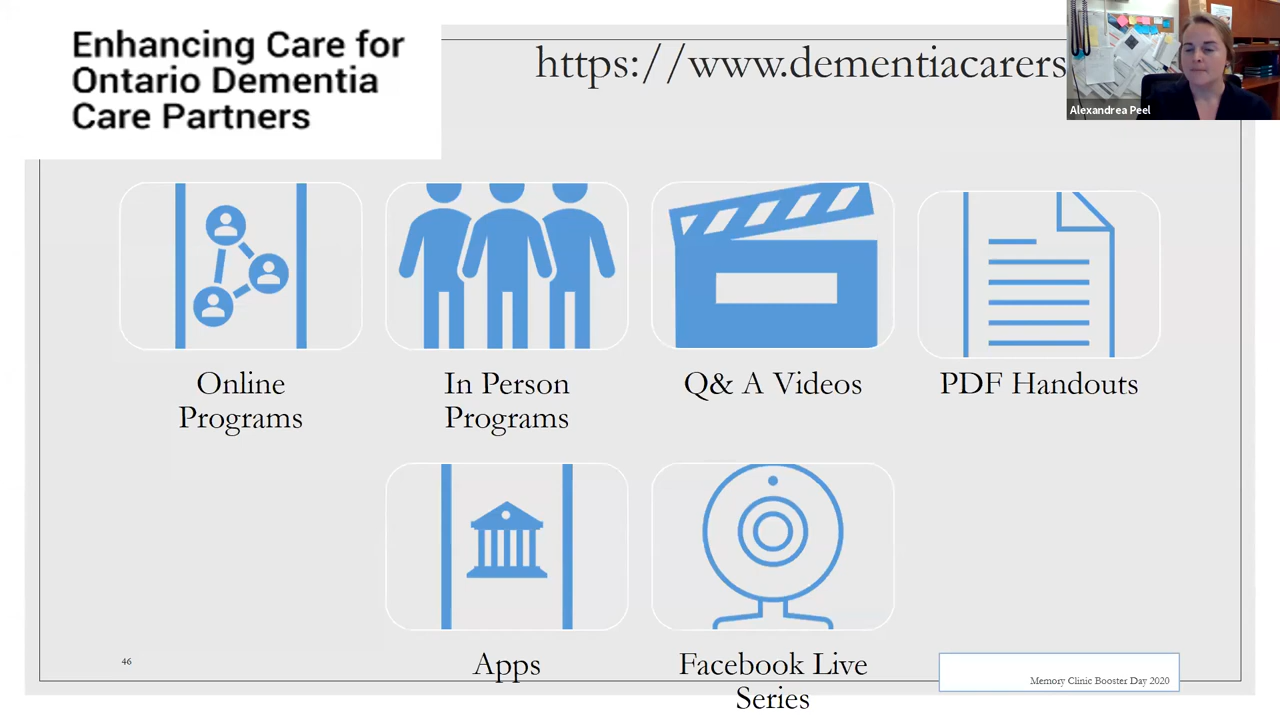 Enhancing Care for
Ontario Dementia
Care Partners
https://www.dementiacarers
Alexandrea Peel
Online
Programs
In Person
Programs
Q& A Videos
PDF Handouts
Apps
Facebook Live
Series
46
Memory Clinic Booster Day 2020